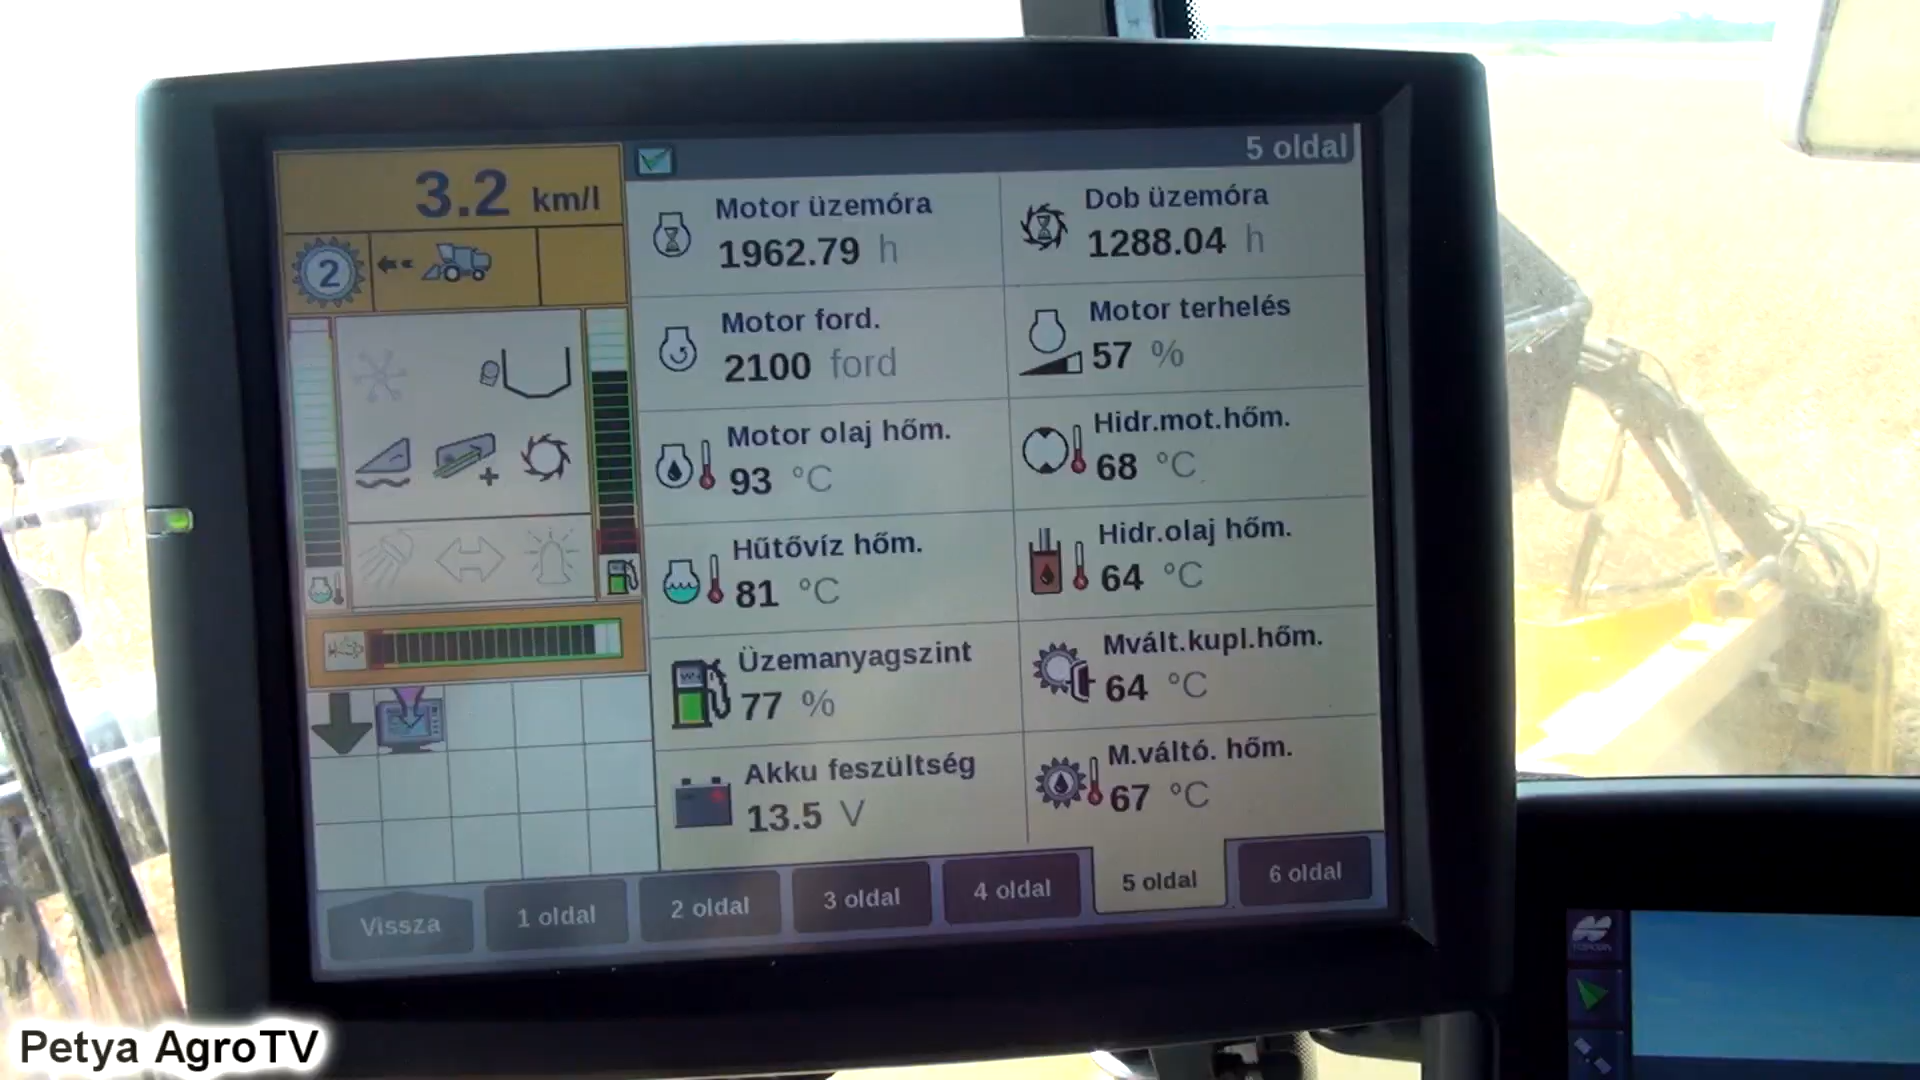 5 oldal
3.2 km/l
2
Motor üzemóra
1962.79 h
Dob üzemóra
1288.04 h
Motor ford.
2100 ford
Motor terhelés
57 %
Motor olaj hőm.
93 °C
Hidr.mot.hőm.
68 °C
Hűtővíz hőm.
81 °C
Hidr.olaj hőm.
64 °C
Üzemanyagszint
77 %
Mvált.kupl.hőm.
64 °C
Akku feszültség
13.5 V
M.váltó. hőm.
67 °C
Vissza
1 oldal
2 oldal
3 oldal
4 oldal
5 oldal
6 oldal
Petya AgroTV